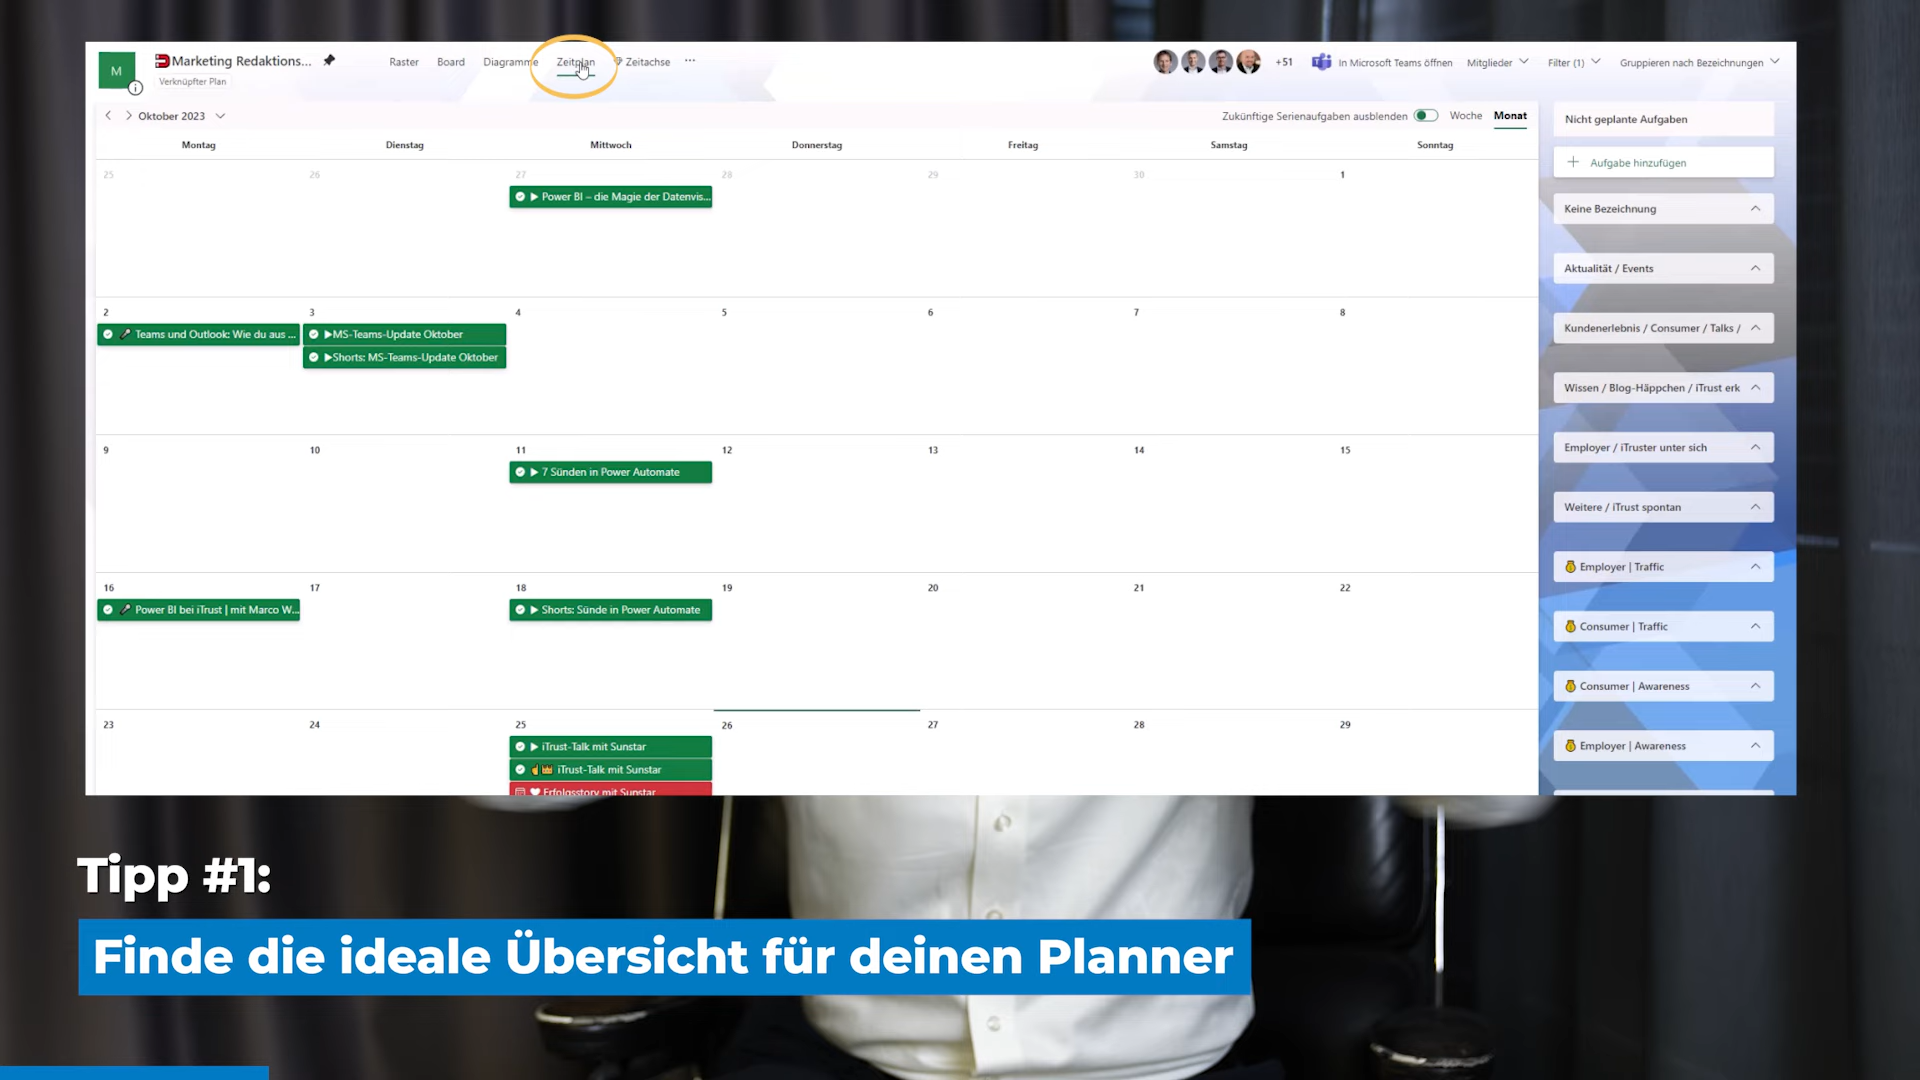 M
Marketing Redaktions...
Verknüpfter Plan
Raster
Board
Diagramme
Zeitplan
Zeitachse
...
+51
In Microsoft Teams öffnen
Mitglieder
Filter (1)
Gruppieren nach Bezeichnungen
Oktober 2023
Zukünftige Serienaufgaben ausblenden
Woche
Monat
Montag
Dienstag
Mittwoch
Donnerstag
Freitag
Samstag
Sonntag
25
26
27
28
29
30
1
Power BI – die Magie der Datenvis...
2
3
4
5
6
7
8
Teams und Outlook: Wie du aus ...
MS-Teams-Update Oktober
Shorts: MS-Teams-Update Oktober
9
10
11
12
13
14
15
7 Sünden in Power Automate
16
17
18
19
20
21
22
Power BI bei iTrust | mit Marco W...
Shorts: Sünde in Power Automate
23
24
25
26
27
28
29
iTrust-Talk mit Sunstar
iTrust-Talk mit Sunstar
Erfolgsstory mit Sunstar
Nicht geplante Aufgaben
Aufgabe hinzufügen
Keine Bezeichnung
Aktualität / Events
Kundenerlebnis / Consumer / Talks /
Wissen / Blog-Häppchen / iTrust erk
Employer / iTruster unter sich
Weitere / iTrust spontan
Employer | Traffic
Consumer | Traffic
Consumer | Awareness
Employer | Awareness
Tipp #1:
Finde die ideale Übersicht für deinen Planner